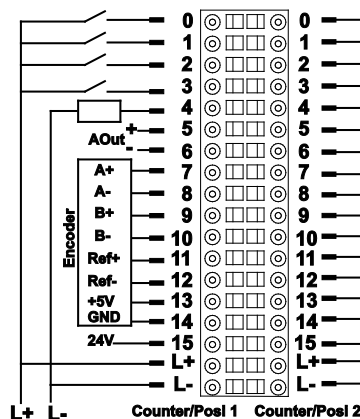 0 0
1 1
2 2
3 3
4 4
AOut + 5 5
- 6 6
Encoder
A+ 7 7
A- 8 8
B+ 9 9
B- 10 10
Ref+ 11 11
Ref- 12 12
+5V 13 13
GND 14 14
24V 15 15
L+ L+
L- L-
L+ L- Counter/Posi 1 Counter/Posi 2